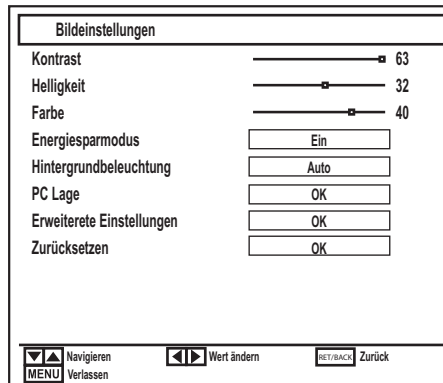 Bildeinstellungen
Kontrast 63
Helligkeit 32
Farbe 40
Energiesparmodus Ein
Hintergrundbeleuchtung Auto
PC Lage OK
Erweiterete Einstellungen OK
Zurücksetzen OK
Navigieren Wert ändern RET/BACK Zurück
MENU Verlassen